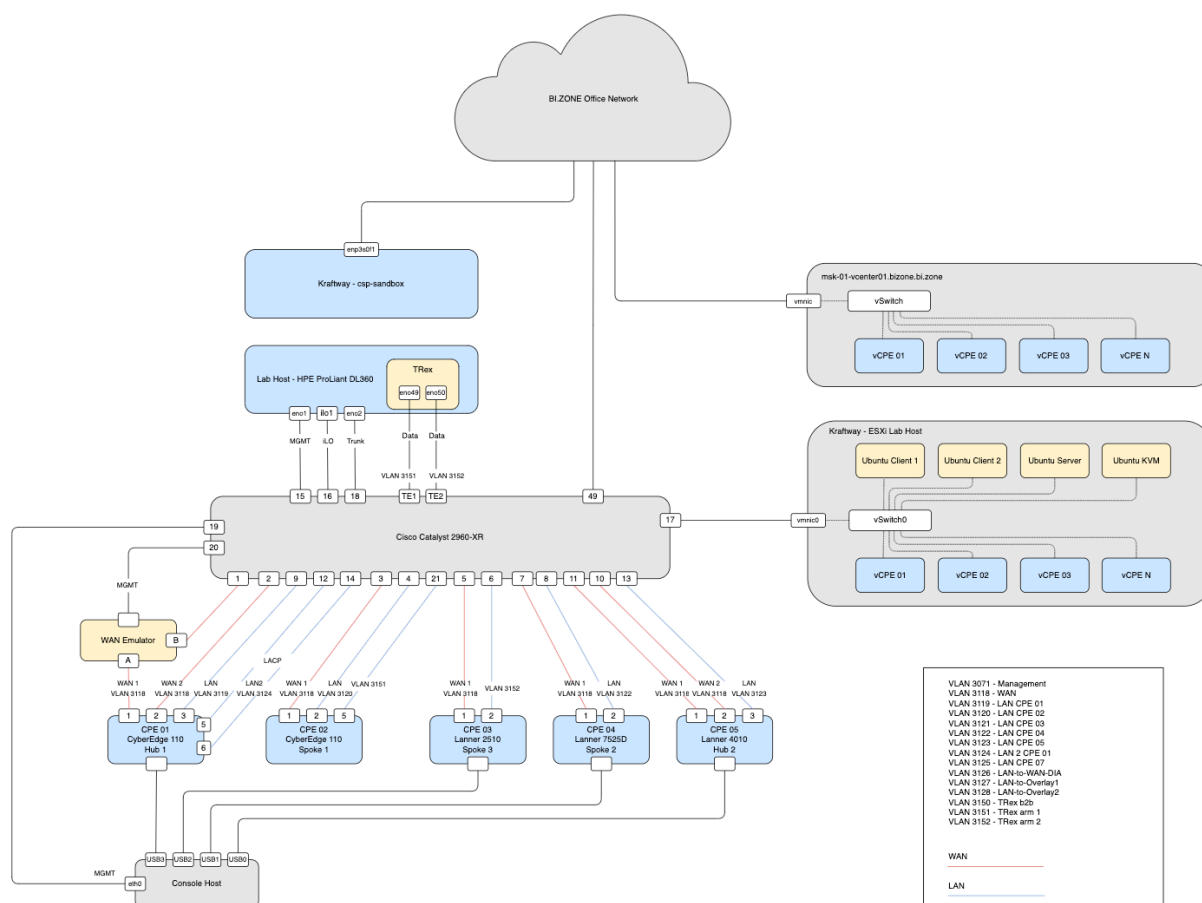 BI.ZONE Office Network
enp3s0f1
Kraftway - csp-sandbox
msk-01-vcenter01.bizone.bi.zone
vmnic
vSwitch
vCPE 01
vCPE 02
vCPE 03
vCPE N
Lab Host - HPE ProLiant DL360
TRex
eno49
eno50
eno1
ilo1
eno2
MGMT
iLO
Trunk
Data
Data
VLAN 3151
VLAN 3152
Kraftway - ESXi Lab Host
Ubuntu Client 1
Ubuntu Client 2
Ubuntu Server
Ubuntu KVM
vmnic0
vSwitch0
vCPE 01
vCPE 02
vCPE 03
vCPE N
15
16
18
TE1
TE2
49
17
19
20
Cisco Catalyst 2960-XR
1
2
9
12
14
3
4
21
5
6
7
8
11
10
13
MGMT
WAN Emulator
B
A
LACP
WAN 1
VLAN 3118
WAN 2
VLAN 3118
LAN
VLAN 3119
LAN2
VLAN 3124
WAN 1
VLAN 3118
LAN
VLAN 3120
VLAN 3151
WAN 1
VLAN 3118
VLAN 3152
WAN 1
VLAN 3118
LAN
VLAN 3122
WAN 1
VLAN 3118
WAN 2
VLAN 3118
LAN
VLAN 3123
1
2
3
5
6
CPE 01
CyberEdge 110
Hub 1
1
2
5
CPE 02
CyberEdge 110
Spoke 1
1
2
CPE 03
Lanner 2510
Spoke 3
1
2
CPE 04
Lanner 7525D
Spoke 2
1
2
3
CPE 05
Lanner 4010
Hub 2
USB3
USB2
USB1
USB0
MGMT
eth0
Console Host
VLAN 3071 - Management
VLAN 3118 - WAN
VLAN 3119 - LAN CPE 01
VLAN 3120 - LAN CPE 02
VLAN 3121 - LAN CPE 03
VLAN 3122 - LAN CPE 04
VLAN 3123 - LAN CPE 05
VLAN 3124 - LAN 2 CPE 01
VLAN 3125 - LAN CPE 07
VLAN 3126 - LAN-to-WAN-DIA
VLAN 3127 - LAN-to-Overlay1
VLAN 3128 - LAN-to-Overlay2
VLAN 3150 - TRex b2b
VLAN 3151 - TRex arm 1
VLAN 3152 - TRex arm 2
WAN
LAN